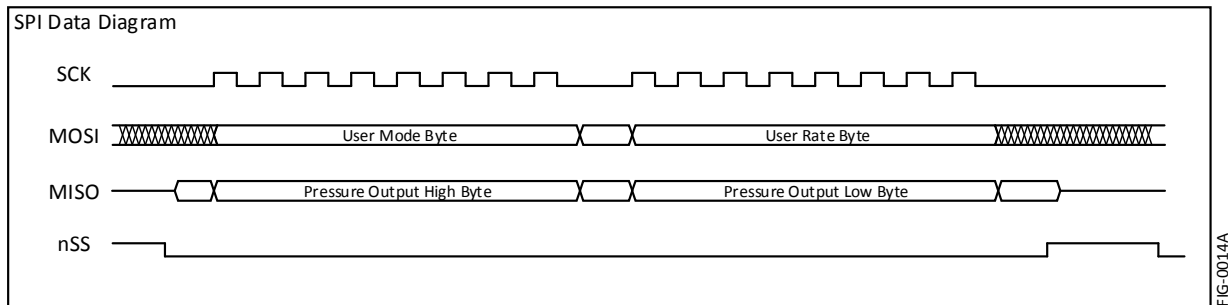 SPI Data Diagram
SCK
MOSI
User Mode Byte
User Rate Byte
MISO
Pressure Output High Byte
Pressure Output Low Byte
nSS
FIG-0014A